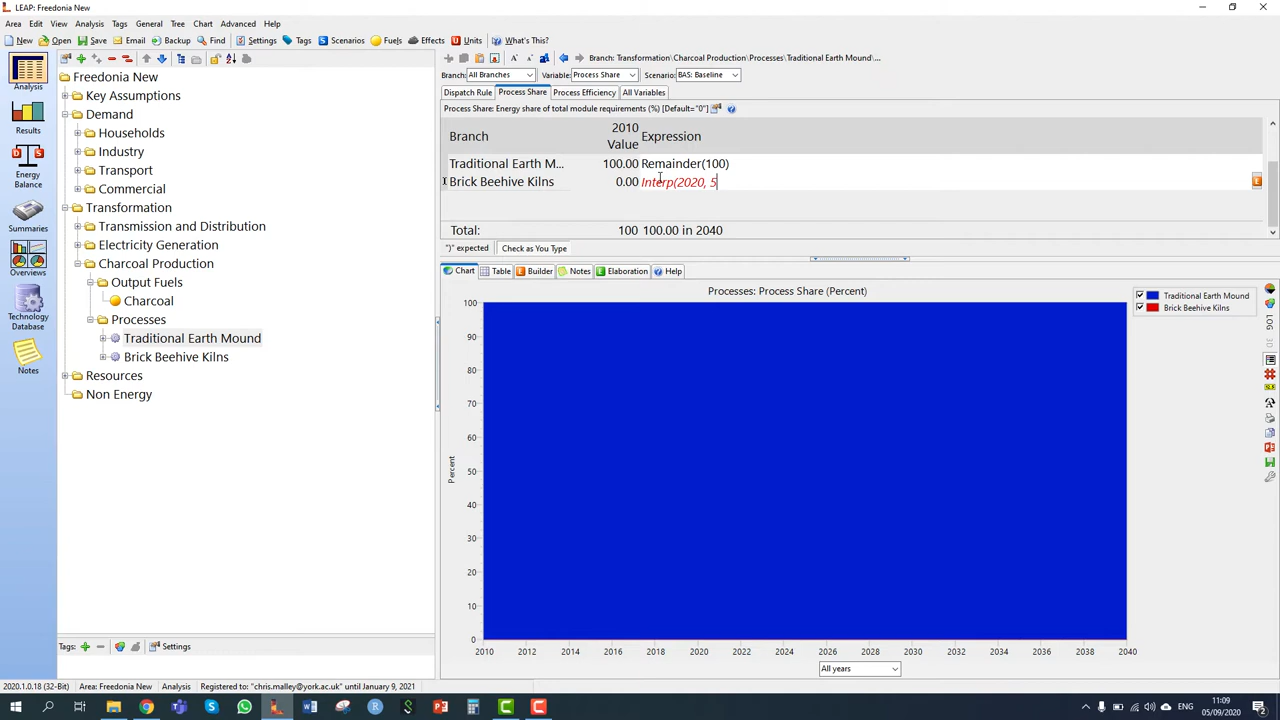 LEAP: Freedonia New
Area Edit View Analysis Tags General Tree Chart Advanced Help
New Open Save Email Backup Find Settings Tags Scenarios Fuels Effects Units What's This?
Analysis
Results
Energy
Balance
Summaries
Overviews
Technology
Database
Notes
Freedonia New
Key Assumptions
Demand
Households
Industry
Transport
Commercial
Transformation
Transmission and Distribution
Electricity Generation
Charcoal Production
Output Fuels
Charcoal
Processes
Traditional Earth Mound
Brick Beehive Kilns
Resources
Non Energy
Tags: Settings
Branch: Transformation\Charcoal Production\Processes\Traditional Earth Mound\...
Branch: All Branches Variable: Process Share Scenario: BAS: Baseline
Dispatch Rule Process Share Process Efficiency All Variables
Process Share: Energy share of total module requirements (%) [Default="0"]
Branch 2010 Value Expression
Traditional Earth M... 100.00 Remainder(100)
Brick Beehive Kilns 0.00 Interp(2020, 5
Total: 100 100.00 in 2040
")" expected Check as You Type
Chart Table Builder Notes Elaboration Help
Processes: Process Share (Percent)
Traditional Earth Mound
Brick Beehive Kilns
LOG
Percent
100
90
80
70
60
50
40
30
20
10
0
2010 2012 2014 2016 2018 2020 2022 2024 2026 2028 2030 2032 2034 2036 2038 2040
All years
2020.1.0.18 (32-Bit) Area: Freedonia New Analysis Registered to: "chris.malley@york.ac.uk" until January 9, 2021
ENG
11:09
05/09/2020